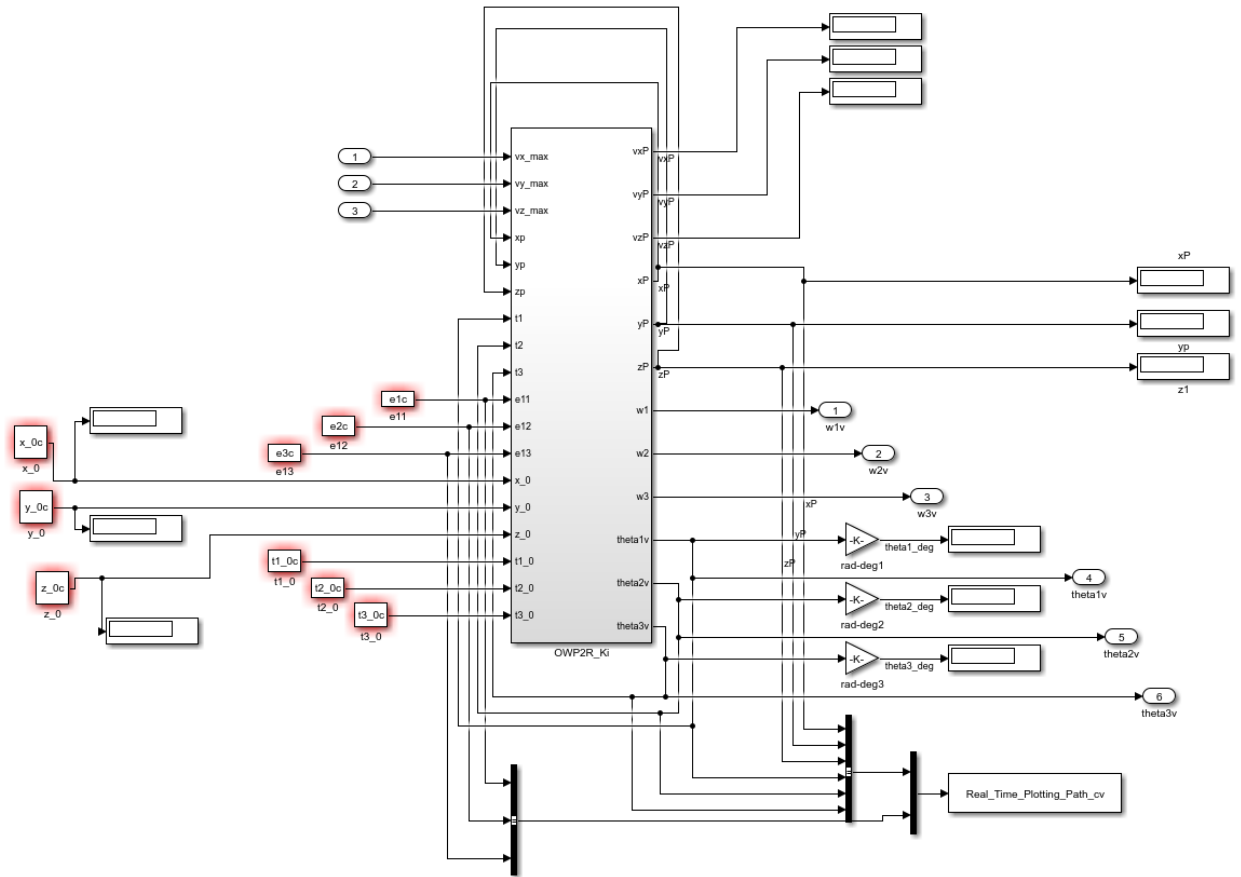 1
vx_max
2
vy_max
3
vz_max
xp
yp
zp
t1
t2
t3
e11
e12
e13
x_0
y_0
z_0
t1_0
t2_0
t3_0
vxP
vyP
vzP
xP
yP
zP
w1
w2
w3
theta1v
theta2v
theta3v
OWP2R_Ki
vxP
vyP
vzP
xP
yP
zP
xP
yp
z1
e1c
e11
e2c
e12
e3c
e13
x_0c
x_0
y_0c
y_0
z_0c
z_0
t1_0c
t1_0
t2_0c
t2_0
t3_0c
t3_0
1
w1v
2
w2v
3
w3v
xP
yP
zP
-K-
rad-deg1
theta1_deg
4
theta1v
-K-
rad-deg2
theta2_deg
5
theta2v
-K-
rad-deg3
theta3_deg
6
theta3v
Real_Time_Plotting_Path_cv